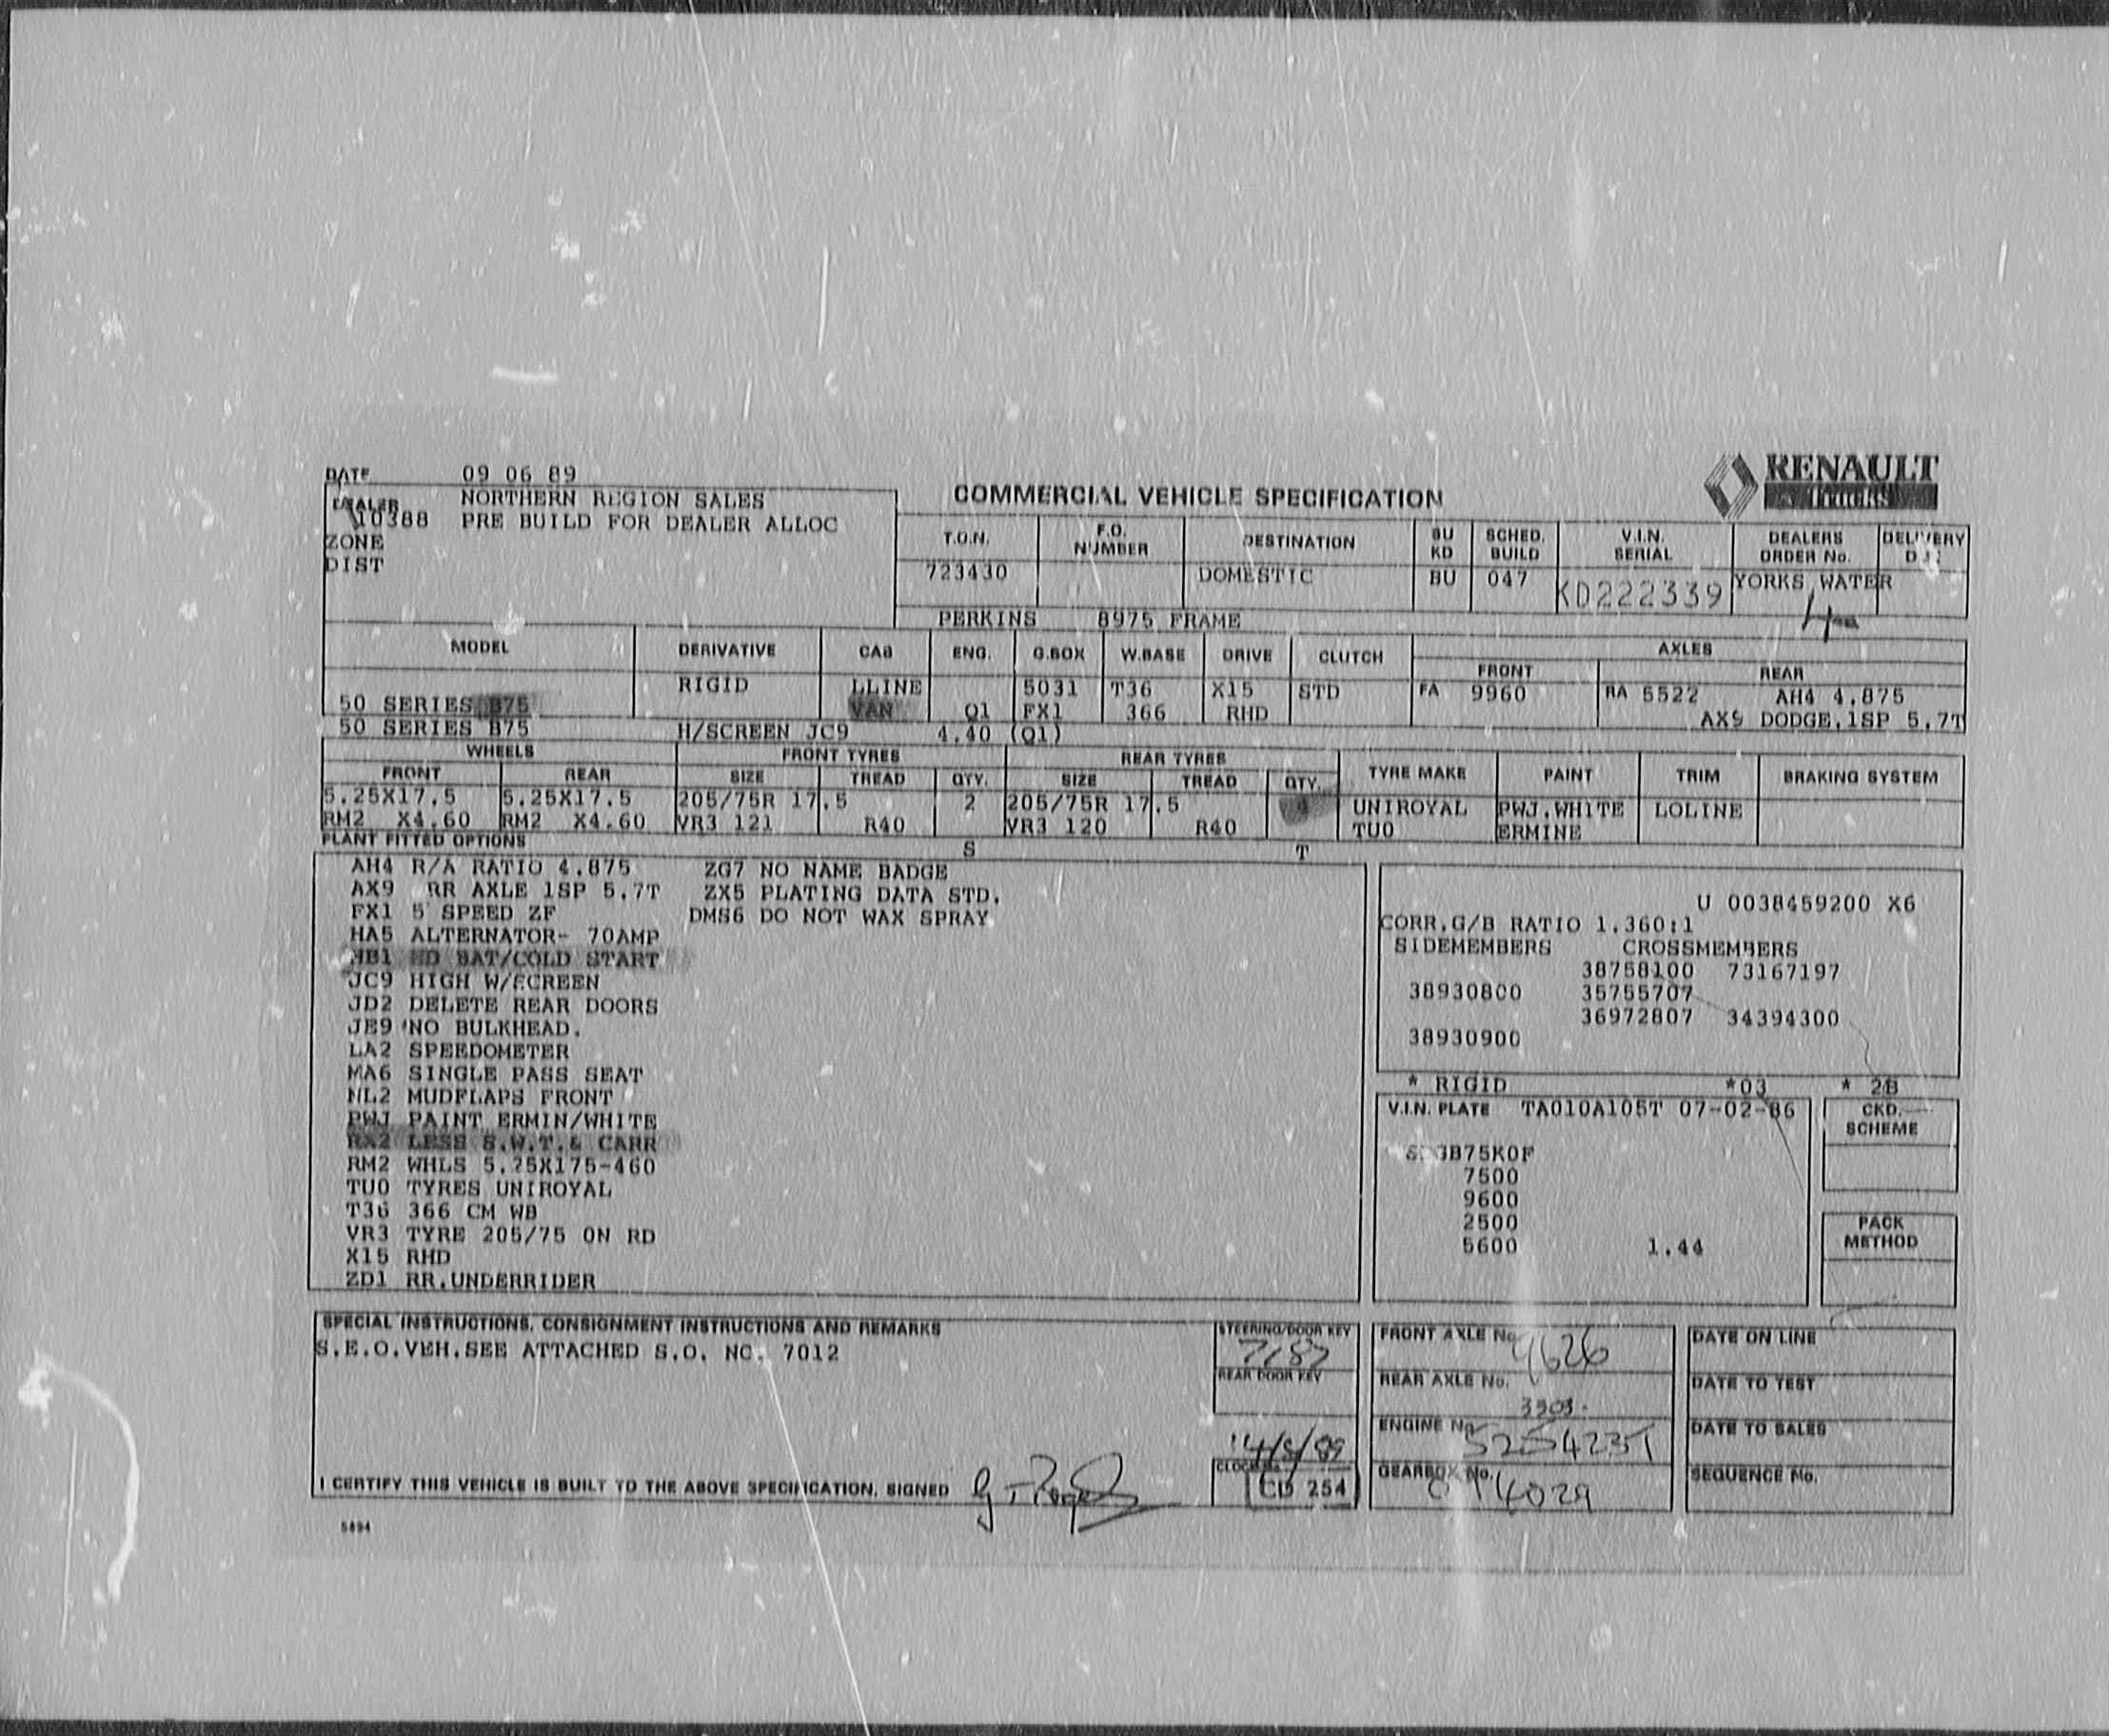 DATE 09 06 89
RENAULT
TRUCKS
DEALER NORTHERN REGION SALES
10388 PRE BUILD FOR DEALER ALLOC
ZONE
DIST
COMMERCIAL VEHICLE SPECIFICATION
T.O.N. F.O. NUMBER DESTINATION BU KD SCHED. BUILD V.I.N. SERIAL DEALERS ORDER No. DELIVERY
723430 DOMESTIC BU 047 KD222339 YORKS WATER
PERKINS 8975 FRAME
MODEL DERIVATIVE CAB ENG. G.BOX W.BASE DRIVE CLUTCH AXLES
FRONT REAR
RIGID LLINE 5031 T36 X15 STD FA 9960 RA 5522 AH4 4.875
50 SERIES B75 VAN Q1 FX1 366 RHD AX9 DODGE,1SP 5.7T
50 SERIES B75 H/SCREEN JC9 4.40 (Q1)
WHEELS FRONT TYRES REAR TYRES TYRE MAKE PAINT TRIM BRAKING SYSTEM
FRONT REAR SIZE TREAD QTY. SIZE TREAD QTY.
5.25X17.5 5.25X17.5 205/75R 17.5 2 205/75R 17.5 4 UNIROYAL PWJ.WHITE LOLINE
RM2 X4.60 RM2 X4.60 VR3 121 R40 VR3 120 R40 TU0 ERMINE
PLANT FITTED OPTIONS S T
AH4 R/A RATIO 4.875 ZG7 NO NAME BADGE
AX9 RR AXLE 1SP 5.7T ZX5 PLATING DATA STD.
FX1 5 SPEED ZF DMS6 DO NOT WAX SPRAY
HA5 ALTERNATOR- 70AMP
HB1 HD BAT/COLD START
JC9 HIGH W/SCREEN
JD2 DELETE REAR DOORS
JE9 NO BULKHEAD.
LA2 SPEEDOMETER
MA6 SINGLE PASS SEAT
NL2 MUDFLAPS FRONT
PWJ PAINT ERMIN/WHITE
RA2 LESS S.W.T.& CARR
RM2 WHLS 5.25X175-460
TU0 TYRES UNIROYAL
T36 366 CM WB
VR3 TYRE 205/75 ON RD
X15 RHD
ZD1 RR.UNDERRIDER
U 0038459200 X6
CORR.G/B RATIO 1.360:1
SIDEMEMBERS CROSSMEMBERS
38758100 73167197
38930800 35755707
36972807 34394300
38930900
* RIGID *03 * 2B
V.I.N. PLATE TA010A105T 07-02-86
CKD. SCHEME
B75K0F
7500
9600
2500
5600 1.44
PACK METHOD
SPECIAL INSTRUCTIONS, CONSIGNMENT INSTRUCTIONS AND REMARKS
S.E.O.VEH.SEE ATTACHED S.O. NO. 7012
STEERING/DOOR KEY
REAR DOOR KEY
14/8/89
CLOCK No.
CD 254
I CERTIFY THIS VEHICLE IS BUILT TO THE ABOVE SPECIFICATION. SIGNED
FRONT AXLE No. 4626
REAR AXLE No. 3303
ENGINE No.
GEARBOX No.
DATE ON LINE
DATE TO TEST
DATE TO SALES
SEQUENCE No.
5894